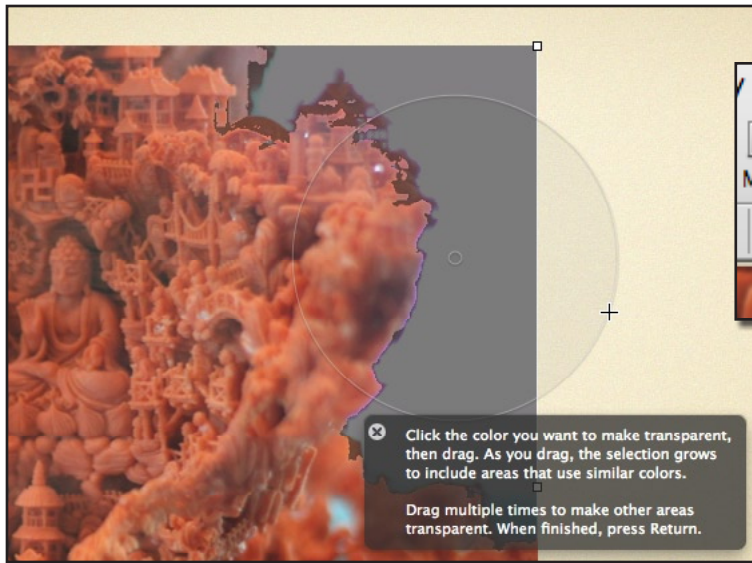 y
M
Click the color you want to make transparent,
then drag. As you drag, the selection grows
to include areas that use similar colors.
Drag multiple times to make other areas
transparent. When finished, press Return.